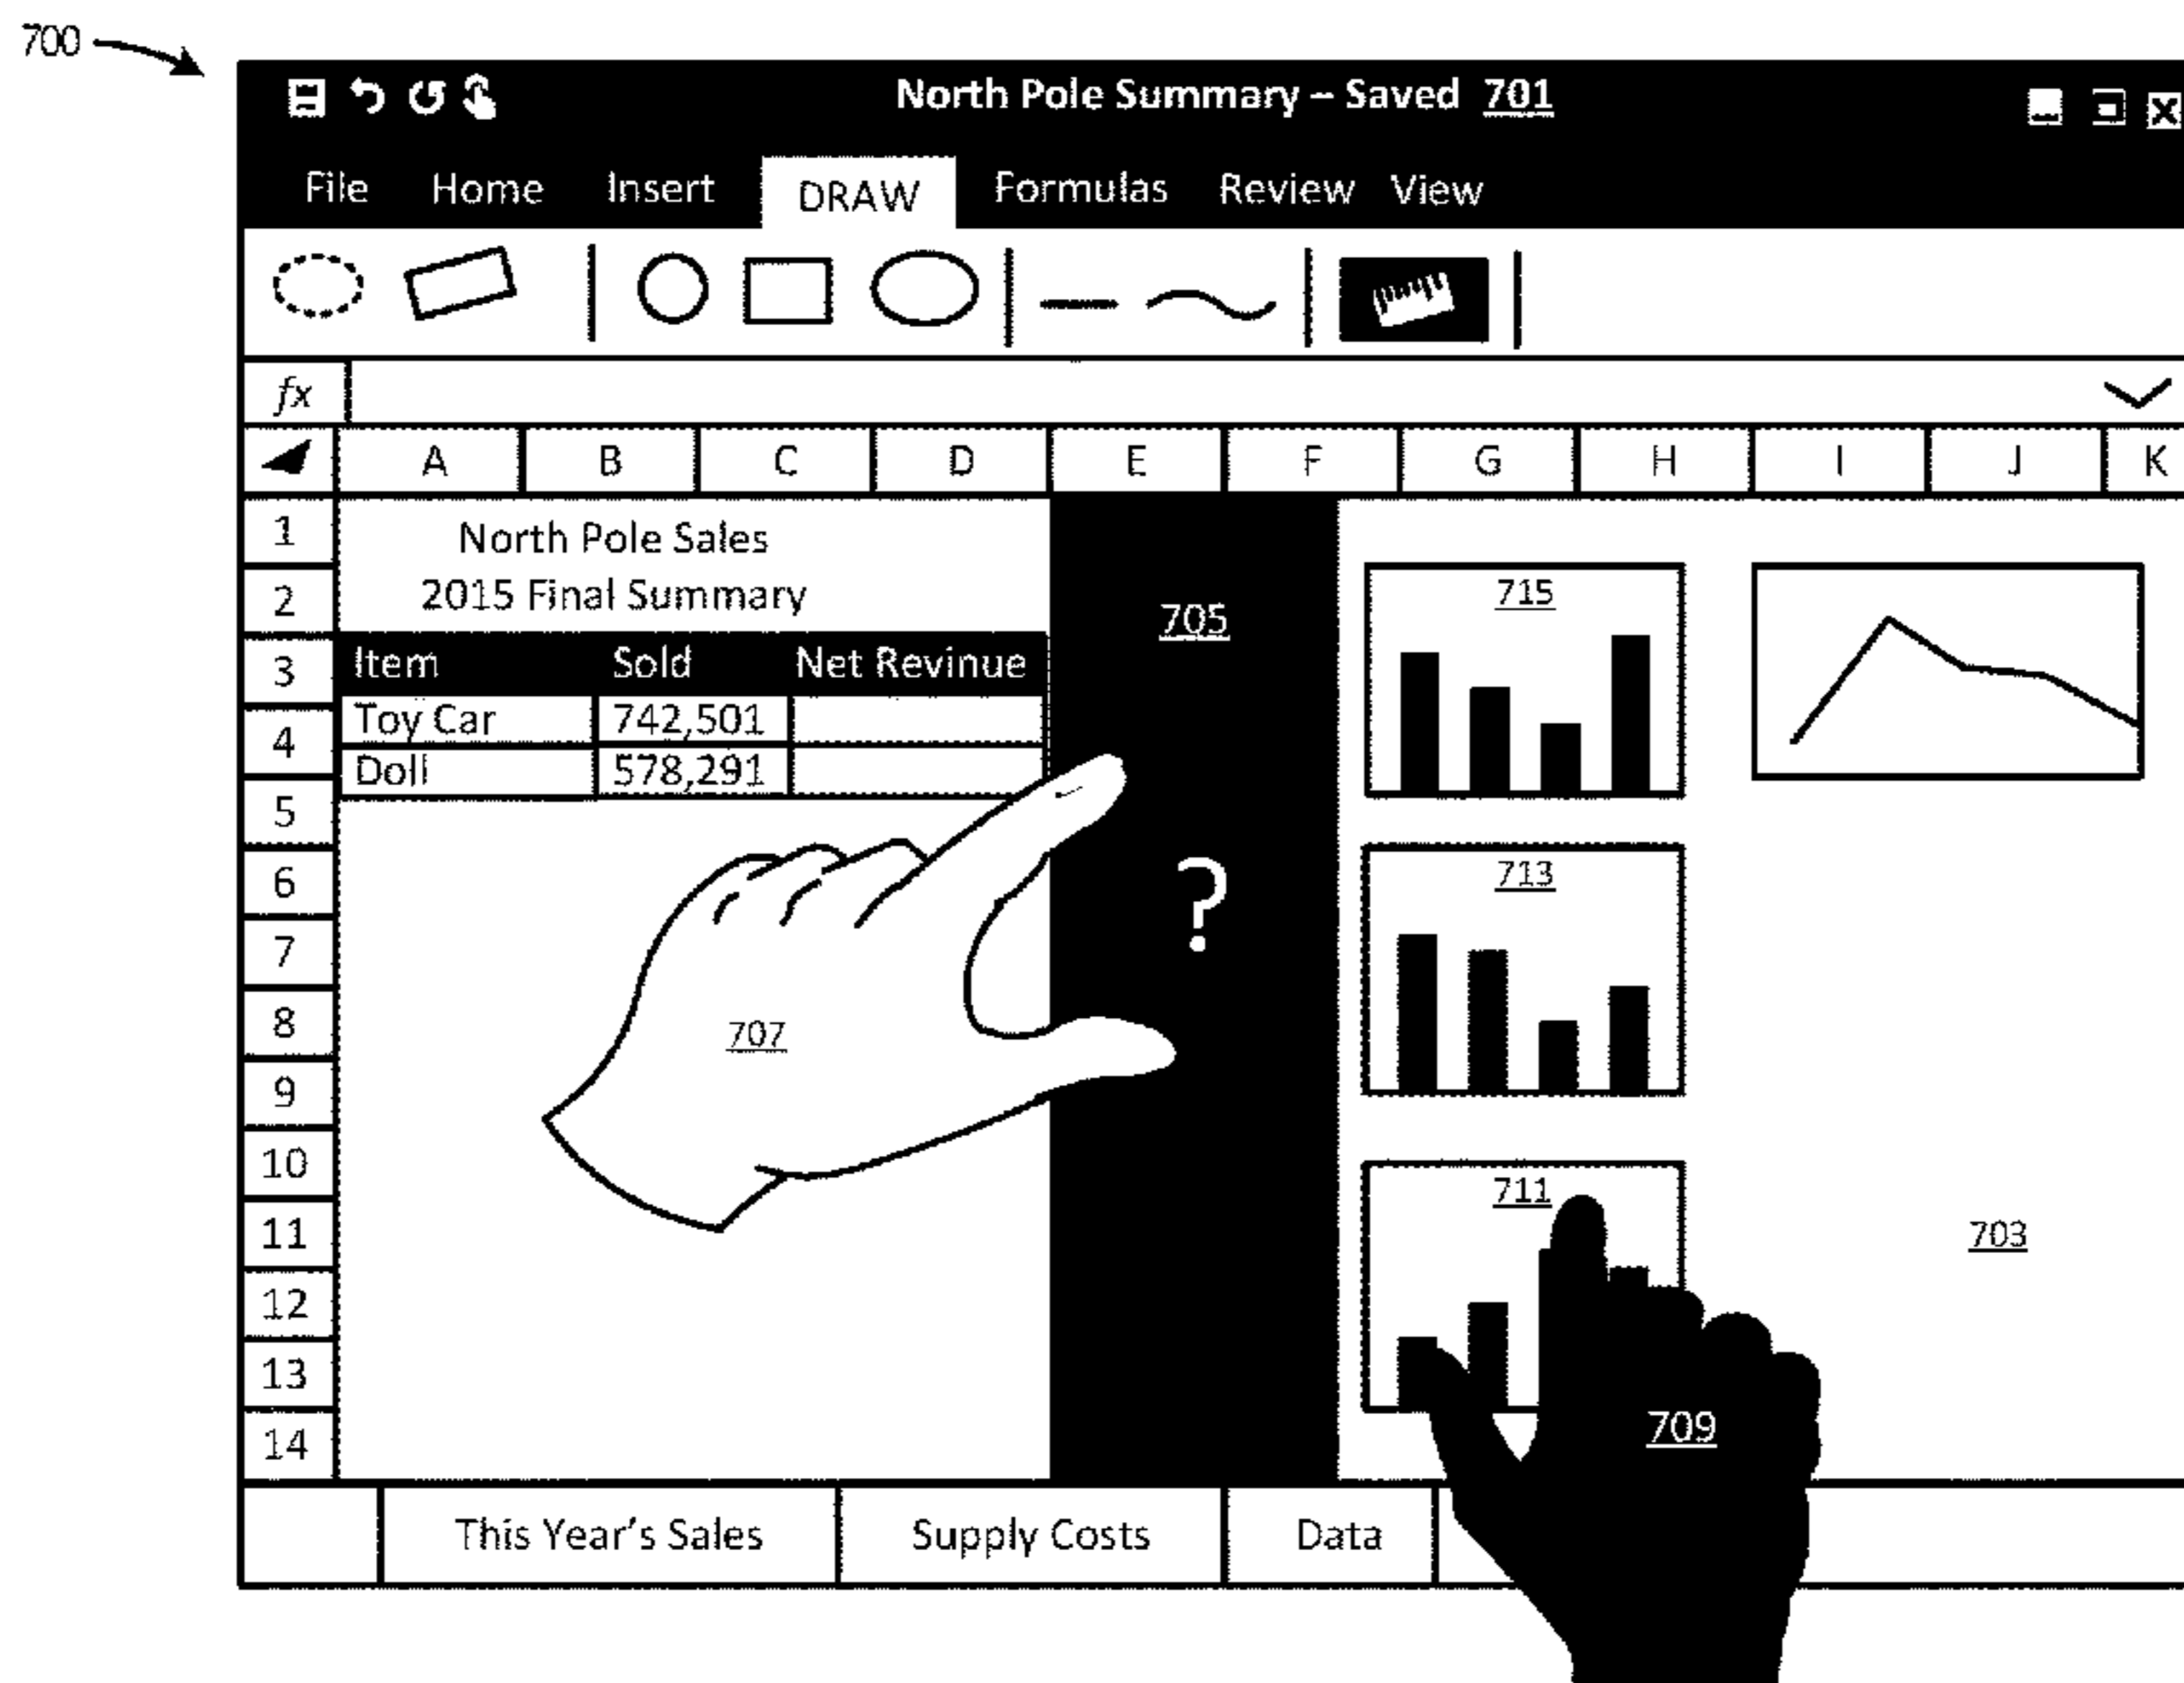 700
North Pole Summary – Saved 701
File Home Insert DRAW Formulas Review View
fx
A B C D E F G H I J K
1
North Pole Sales
2
2015 Final Summary
3
Item Sold Net Revinue
4
Toy Car 742,501
Doll 578,291
5
6
7
8
9
10
11
12
13
14
705
?
707
715
713
711
703
709
This Year's Sales Supply Costs Data